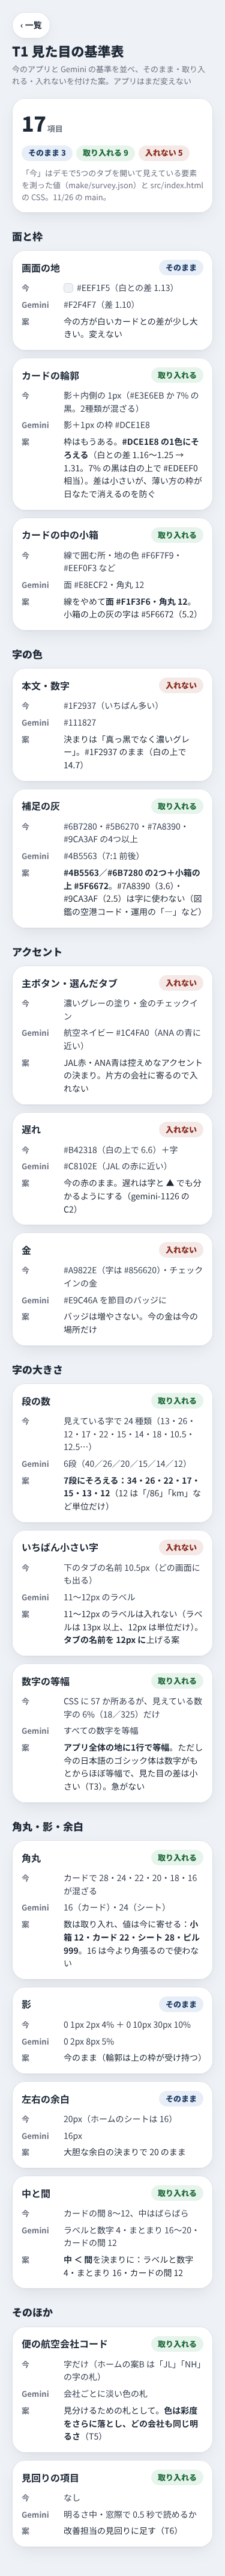 ‹ 一覧
T1 見た目の基準表
今のアプリと Gemini の基準を並べ、そのまま・取り入
れる・入れないを付けた案。アプリはまだ変えない
17 項目
そのまま 3 取り入れる 9 入れない 5
「今」はデモで5つのタブを開いて見えている要素
を測った値（make/survey.json）と src/index.html
の CSS。11/26 の main。
面と枠
画面の地 そのまま
今 #EEF1F5（白との差 1.13）
Gemini #F2F4F7（差 1.10）
案 今の方が白いカードとの差が少し大
きい。変えない
カードの輪郭 取り入れる
今 影＋内側の 1px（#E3E6EB か 7% の
黒。2種類が混ざる）
Gemini 影＋1px の枠 #DCE1E8
案 枠はもうある。#DCE1E8 の1色にそ
ろえる（白との差 1.16〜1.25 →
1.31。7% の黒は白の上で #EDEEF0
相当）。差は小さいが、薄い方の枠が
日なたで消えるのを防ぐ
カードの中の小箱 取り入れる
今 線で囲む所・地の色 #F6F7F9・
#EEF0F3 など
Gemini 面 #E8ECF2・角丸 12
案 線をやめて面 #F1F3F6・角丸 12。
小箱の上の灰の字は #5F6672（5.2）
字の色
本文・数字 入れない
今 #1F2937（いちばん多い）
Gemini #111827
案 決まりは「真っ黒でなく濃いグレ
ー」。#1F2937 のまま（白の上で
14.7）
補足の灰 取り入れる
今 #6B7280・#5B6270・#7A8390・
#9CA3AF の4つ以上
Gemini #4B5563（7:1 前後）
案 #4B5563／#6B7280 の2つ＋小箱の
上 #5F6672。#7A8390（3.6）・
#9CA3AF（2.5）は字に使わない（図
鑑の空港コード・運用の「―」など）
アクセント
主ボタン・選んだタブ 入れない
今 濃いグレーの塗り・金のチェックイ
ン
Gemini 航空ネイビー #1C4FA0（ANA の青に
近い）
案 JAL赤・ANA青は控えめなアクセント
の決まり。片方の会社に寄るので入
れない
遅れ 入れない
今 #B42318（白の上で 6.6）＋字
Gemini #C8102E（JAL の赤に近い）
案 今の赤のまま。遅れは字と ▲ でも分
かるようにする（gemini-1126 の
C2）
金 入れない
今 #A9822E（字は #856620）・チェック
インの金
Gemini #E9C46A を節目のバッジに
案 バッジは増やさない。今の金は今の
場所だけ
字の大きさ
段の数 取り入れる
今 見えている字で 24 種類（13・26・
12・17・22・15・14・18・10.5・
12.5…）
Gemini 6段（40／26／20／15／14／12）
案 7段にそろえる：34・26・22・17・
15・13・12（12 は「/86」「km」な
ど単位だけ）
いちばん小さい字 入れない
今 下のタブの名前 10.5px（どの画面に
も出る）
Gemini 11〜12px のラベル
案 11〜12px のラベルは入れない（ラベ
ルは 13px 以上、12px は単位だけ）。
タブの名前を 12px に上げる案
数字の等幅 取り入れる
今 CSS に 57 か所あるが、見えている数
字の 6%（18／325）だけ
Gemini すべての数字を等幅
案 アプリ全体の地に1行で等幅。ただし
今の日本語のゴシック体は数字がも
とからほぼ等幅で、見た目の差は小
さい（T3）。急がない
角丸・影・余白
角丸 取り入れる
今 カードで 28・24・22・20・18・16
が混ざる
Gemini 16（カード）・24（シート）
案 数は取り入れ、値は今に寄せる：小
箱 12・カード 22・シート 28・ピル
999。16 は今より角張るので使わな
い
影 そのまま
今 0 1px 2px 4% ＋ 0 10px 30px 10%
Gemini 0 2px 8px 5%
案 今のまま（輪郭は上の枠が受け持つ）
左右の余白 そのまま
今 20px（ホームのシートは 16）
Gemini 16px
案 大胆な余白の決まりで 20 のまま
中と間 取り入れる
今 カードの間 8〜12、中はばらばら
Gemini ラベルと数字 4・まとまり 16〜20・
カードの間 12
案 中 ＜ 間を決まりに：ラベルと数字
4・まとまり 16・カードの間 12
そのほか
便の航空会社コード 取り入れる
今 字だけ（ホームの案B は「JL」「NH」
の字の札）
Gemini 会社ごとに淡い色の札
案 見分けるための札として。色は彩度
をさらに落とし、どの会社も同じ明
るさ（T5）
見回りの項目 取り入れる
今 なし
Gemini 明るさ中・窓際で 0.5 秒で読めるか
案 改善担当の見回りに足す（T6）